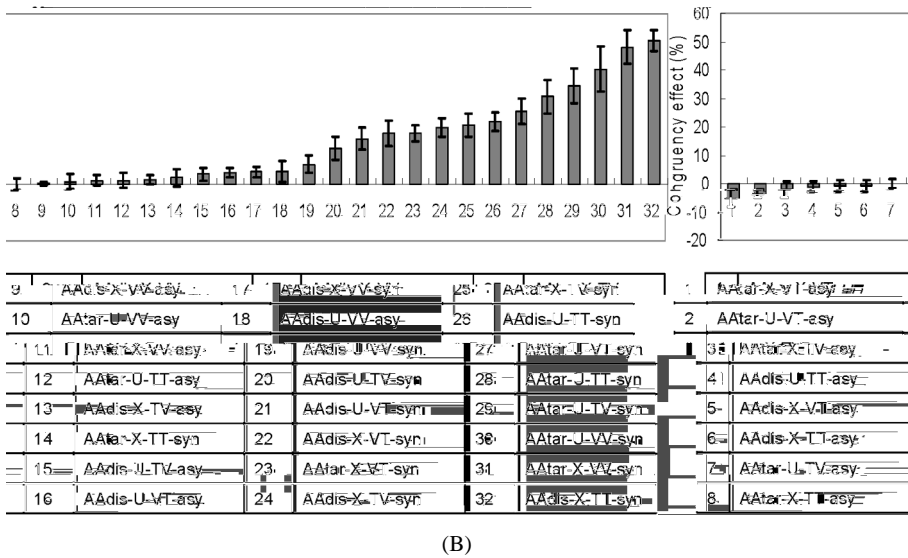 60
50
40
30
20
10
0
-10
-20
Congruency effect (%)
8 9 10 11 12 13 14 15 16 17 18 19 20 21 22 23 24 25 26 27 28 29 30 31 32
1 2 3 4 5 6 7
9 AAdis-X-VV-asy 17 AAdis-X-VV-syn 25 AAtar-X-TV-syn 1 AAtar-X-VT-asy
10 AAtar-U-VV-asy 18 AAdis-U-VV-asy 26 AAdis-U-TT-syn 2 AAtar-U-VT-asy
11 AAtar-X-VV-asy 19 AAdis-U-VV-syn 27 AAtar-U-VT-syn 3 AAtar-X-TV-asy
12 AAtar-U-TT-asy 20 AAdis-U-TV-syn 28 AAtar-U-TT-syn 4 AAdis-U-TT-asy
13 AAdis-X-TV-asy 21 AAdis-U-VT-syn 29 AAtar-U-TV-syn 5 AAdis-X-VT-asy
14 AAtar-X-TT-syn 22 AAdis-X-VT-syn 30 AAtar-U-VV-syn 6 AAdis-X-TT-asy
15 AAdis-U-TV-asy 23 AAtar-X-VT-syn 31 AAtar-X-VV-syn 7 AAtar-U-TV-asy
16 AAdis-U-VT-asy 24 AAdis-X-TV-syn 32 AAdis-X-TT-syn 8 AAtar-X-TT-asy
(B)